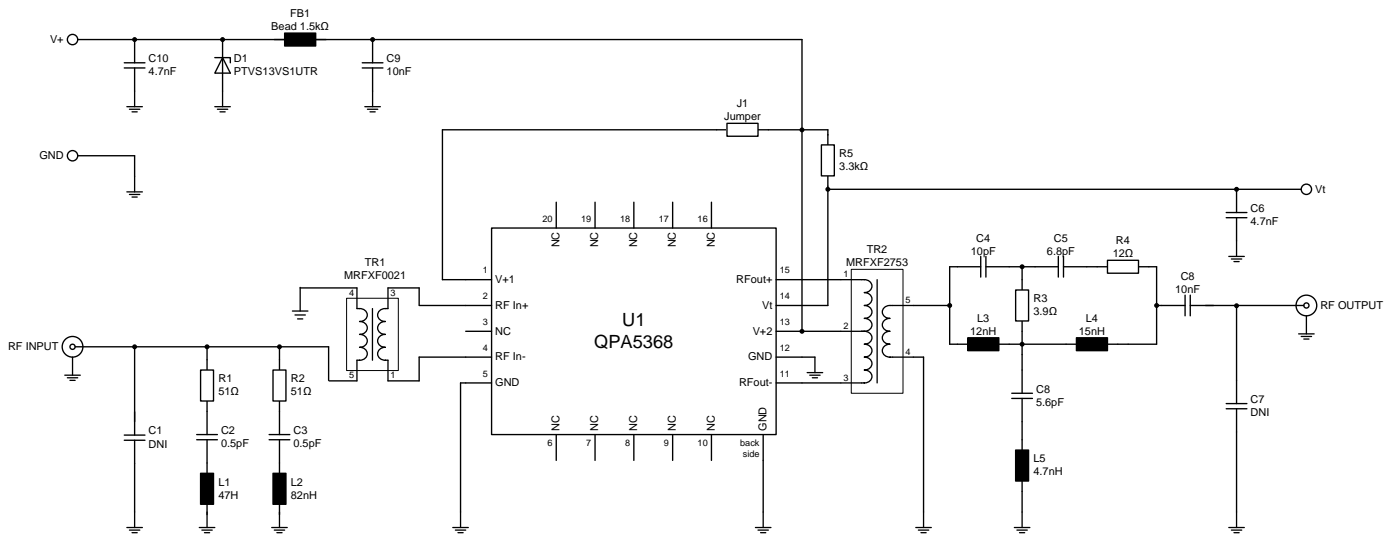 FB1
Bead 1.5kΩ
V+
C10
4.7nF
D1
PTVS13VS1UTR
C9
10nF
J1
Jumper
R5
3.3kΩ
GND
Vt
C6
4.7nF
20
19
18
17
16
NC
NC
NC
NC
NC
TR1
MRFXF0021
4
3
5
1
1
V+1
2
RF In+
3
NC
4
RF In-
5
GND
U1
QPA5368
RFout+
15
Vt
14
V+2
13
GND
12
RFout-
11
NC
NC
NC
NC
NC
GND
6
7
8
9
10
back
side
TR2
MRFXF2753
1
2
3
5
4
C4
10pF
C5
6.8pF
R4
12Ω
R3
3.9Ω
L3
12nH
L4
15nH
C8
10nF
RF OUTPUT
C8
5.6pF
L5
4.7nH
C7
DNI
RF INPUT
R1
51Ω
R2
51Ω
C1
DNI
C2
0.5pF
C3
0.5pF
L1
47H
L2
82nH